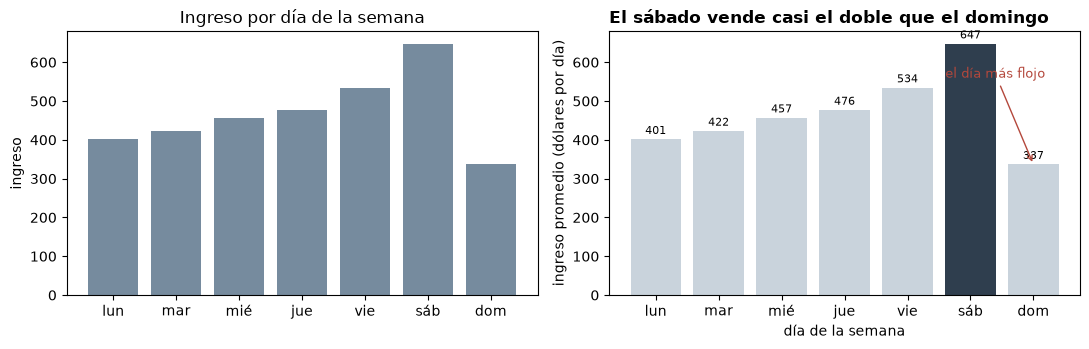 Ingreso por día de la semana
ingreso
600
500
400
300
200
100
0
lun mar mié jue vie sáb dom
El sábado vende casi el doble que el domingo
ingreso promedio (dólares por día)
600
500
400
300
200
100
0
401 422 457 476 534 647 337
el día más flojo
lun mar mié jue vie sáb dom
día de la semana